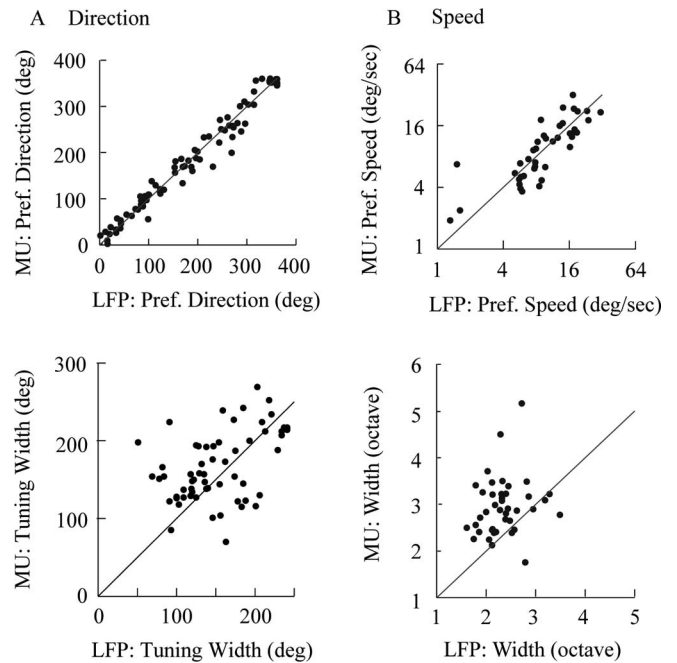 A Direction
400
300
200
100
0
0 100 200 300 400
MU: Pref. Direction (deg)
LFP: Pref. Direction (deg)
B Speed
64
16
4
1
1 4 16 64
MU: Pref. Speed (deg/sec)
LFP: Pref. Speed (deg/sec)
300
200
100
0
0 100 200
MU: Tuning Width (deg)
LFP: Tuning Width (deg)
6
5
4
3
2
1
1 2 3 4 5
MU: Width (octave)
LFP: Width (octave)